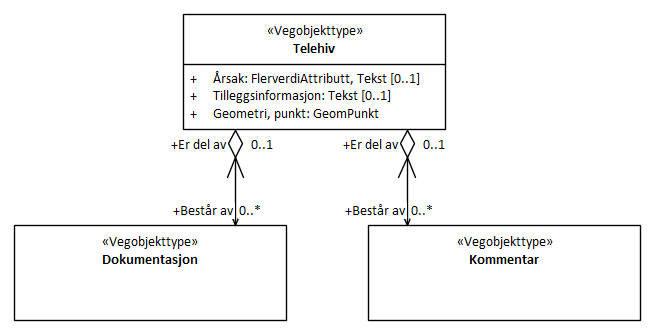 «Vegobjekttype»
Telehiv
+ Årsak: FlerverdiAttributt, Tekst [0..1]
+ Tilleggsinformasjon: Tekst [0..1]
+ Geometri, punkt: GeomPunkt
+Er del av 0..1
+Er del av 0..1
+Består av 0..*
+Består av 0..*
«Vegobjekttype»
Dokumentasjon
«Vegobjekttype»
Kommentar